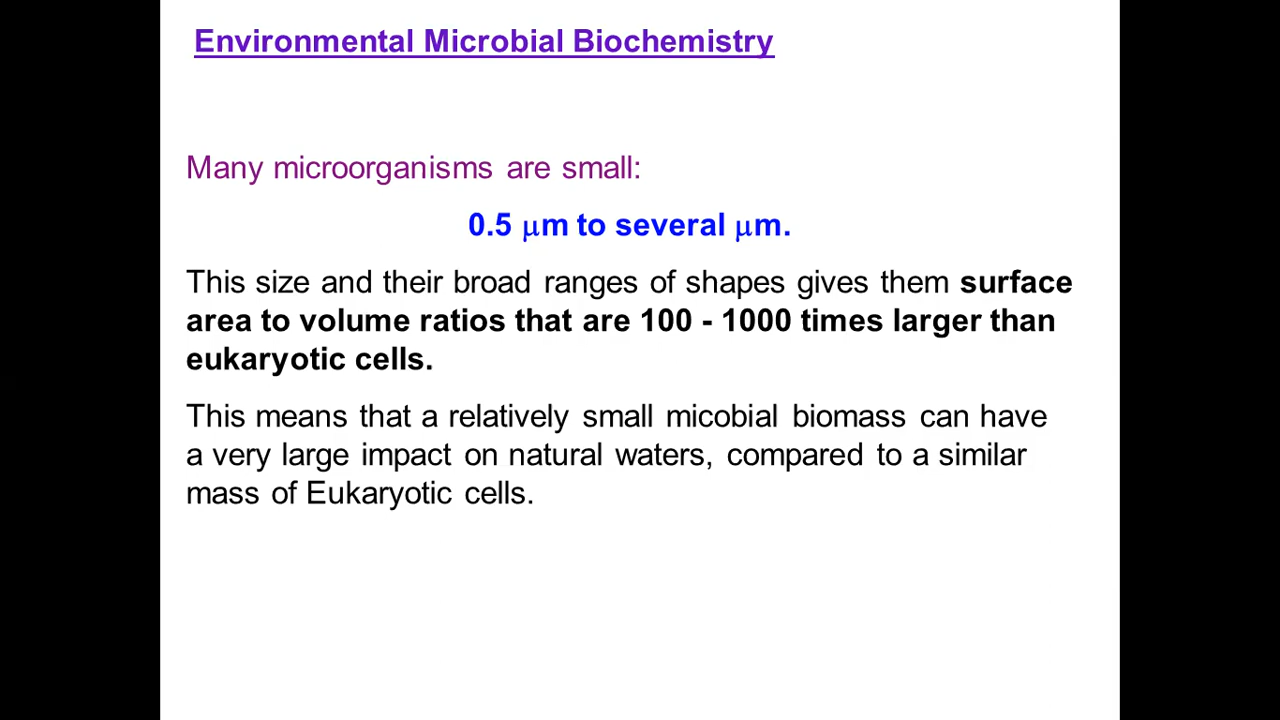 Environmental Microbial Biochemistry
Many microorganisms are small:
0.5 μm to several μm.
This size and their broad ranges of shapes gives them surface
area to volume ratios that are 100 - 1000 times larger than
eukaryotic cells.
This means that a relatively small micobial biomass can have
a very large impact on natural waters, compared to a similar
mass of Eukaryotic cells.